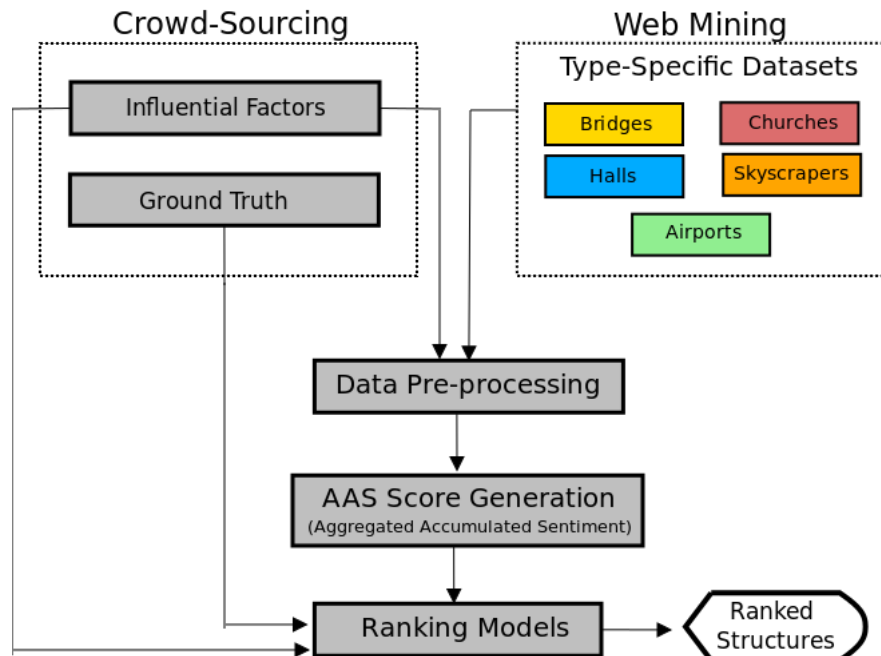 Crowd-Sourcing
Influential Factors
Ground Truth
Web Mining
Type-Specific Datasets
Bridges
Churches
Halls
Skyscrapers
Airports
Data Pre-processing
AAS Score Generation
(Aggregated Accumulated Sentiment)
Ranking Models
Ranked
Structures